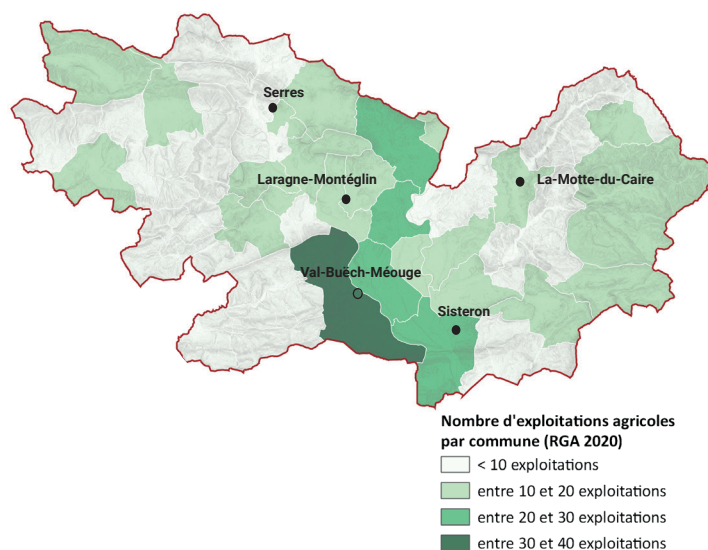 Serres
Laragne-Montéglin
La-Motte-du-Caire
Val-Buëch-Méouge
Sisteron
Nombre d'exploitations agricoles
par commune (RGA 2020)
< 10 exploitations
entre 10 et 20 exploitations
entre 20 et 30 exploitations
entre 30 et 40 exploitations